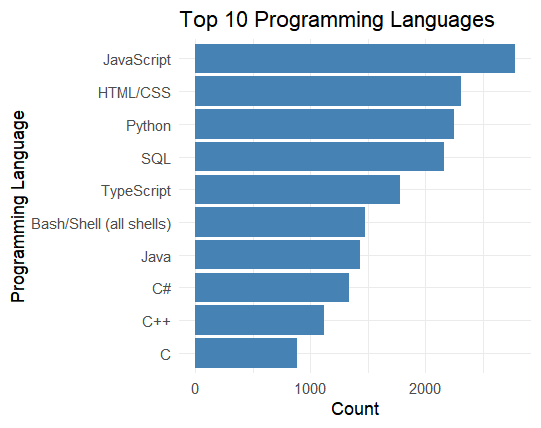 Top 10 Programming Languages
Programming Language
JavaScript
HTML/CSS
Python
SQL
TypeScript
Bash/Shell (all shells)
Java
C#
C++
C
0 1000 2000
Count